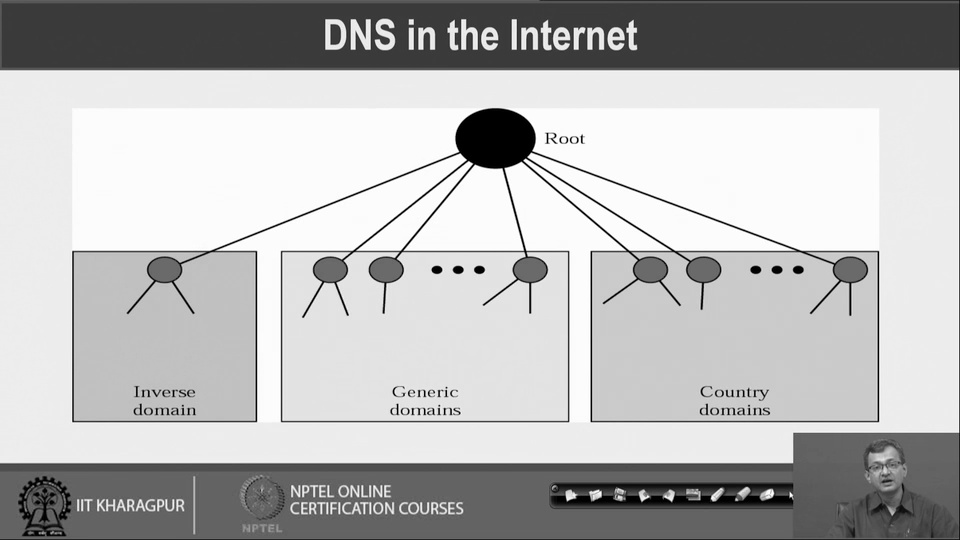 DNS in the Internet
Root
Inverse
domain
Generic
domains
Country
domains
IIT KHARAGPUR
NPTEL
NPTEL ONLINE
CERTIFICATION COURSES